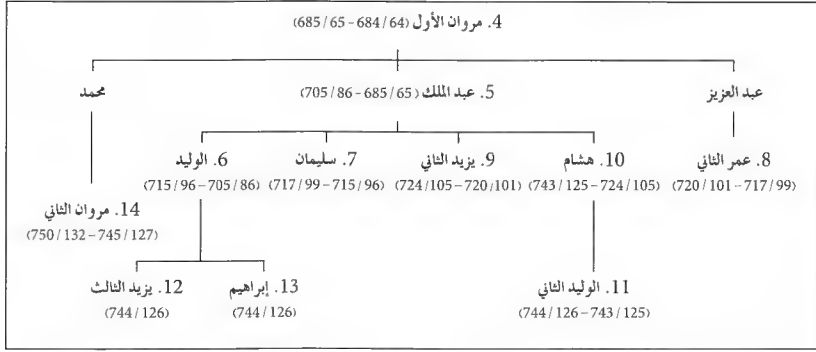 4. مروان الأول (64/684-65/685)
عبد العزيز
5. عبد الملك (65/685-86/705)
محمد
8. عمر الثاني
10. هشام
9. يزيد الثاني
7. سليمان
6. الوليد
(99/717-101/720)
(105/724-125/743)
(101/720-105/724)
(96/715-99/717)
(86/705-96/715)
14. مروان الثاني
(127/745-132/750)
11. الوليد الثاني
13. إبراهيم
12. يزيد الثالث
(125/743-126/744)
(126/744)
(126/744)